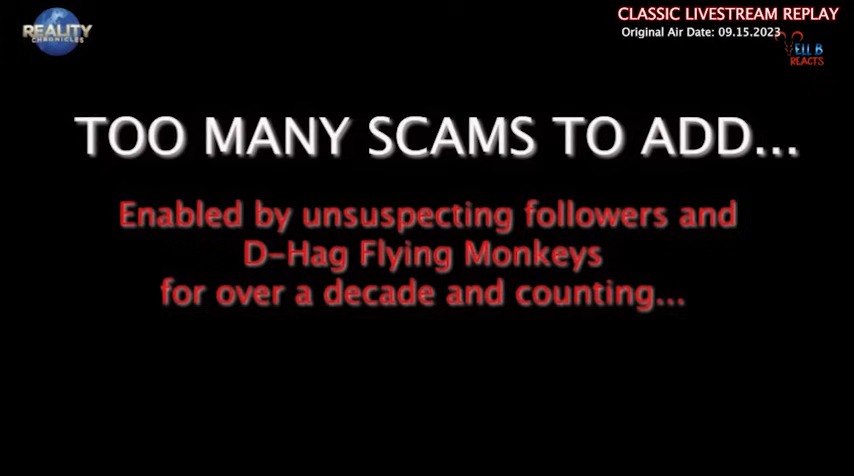 REALITY
CHRONICLES
CLASSIC LIVESTREAM REPLAY
Original Air Date: 09.15.2023
ELL B
REACTS
TOO MANY SCAMS TO ADD...
Enabled by unsuspecting followers and
D-Hag Flying Monkeys
for over a decade and counting...